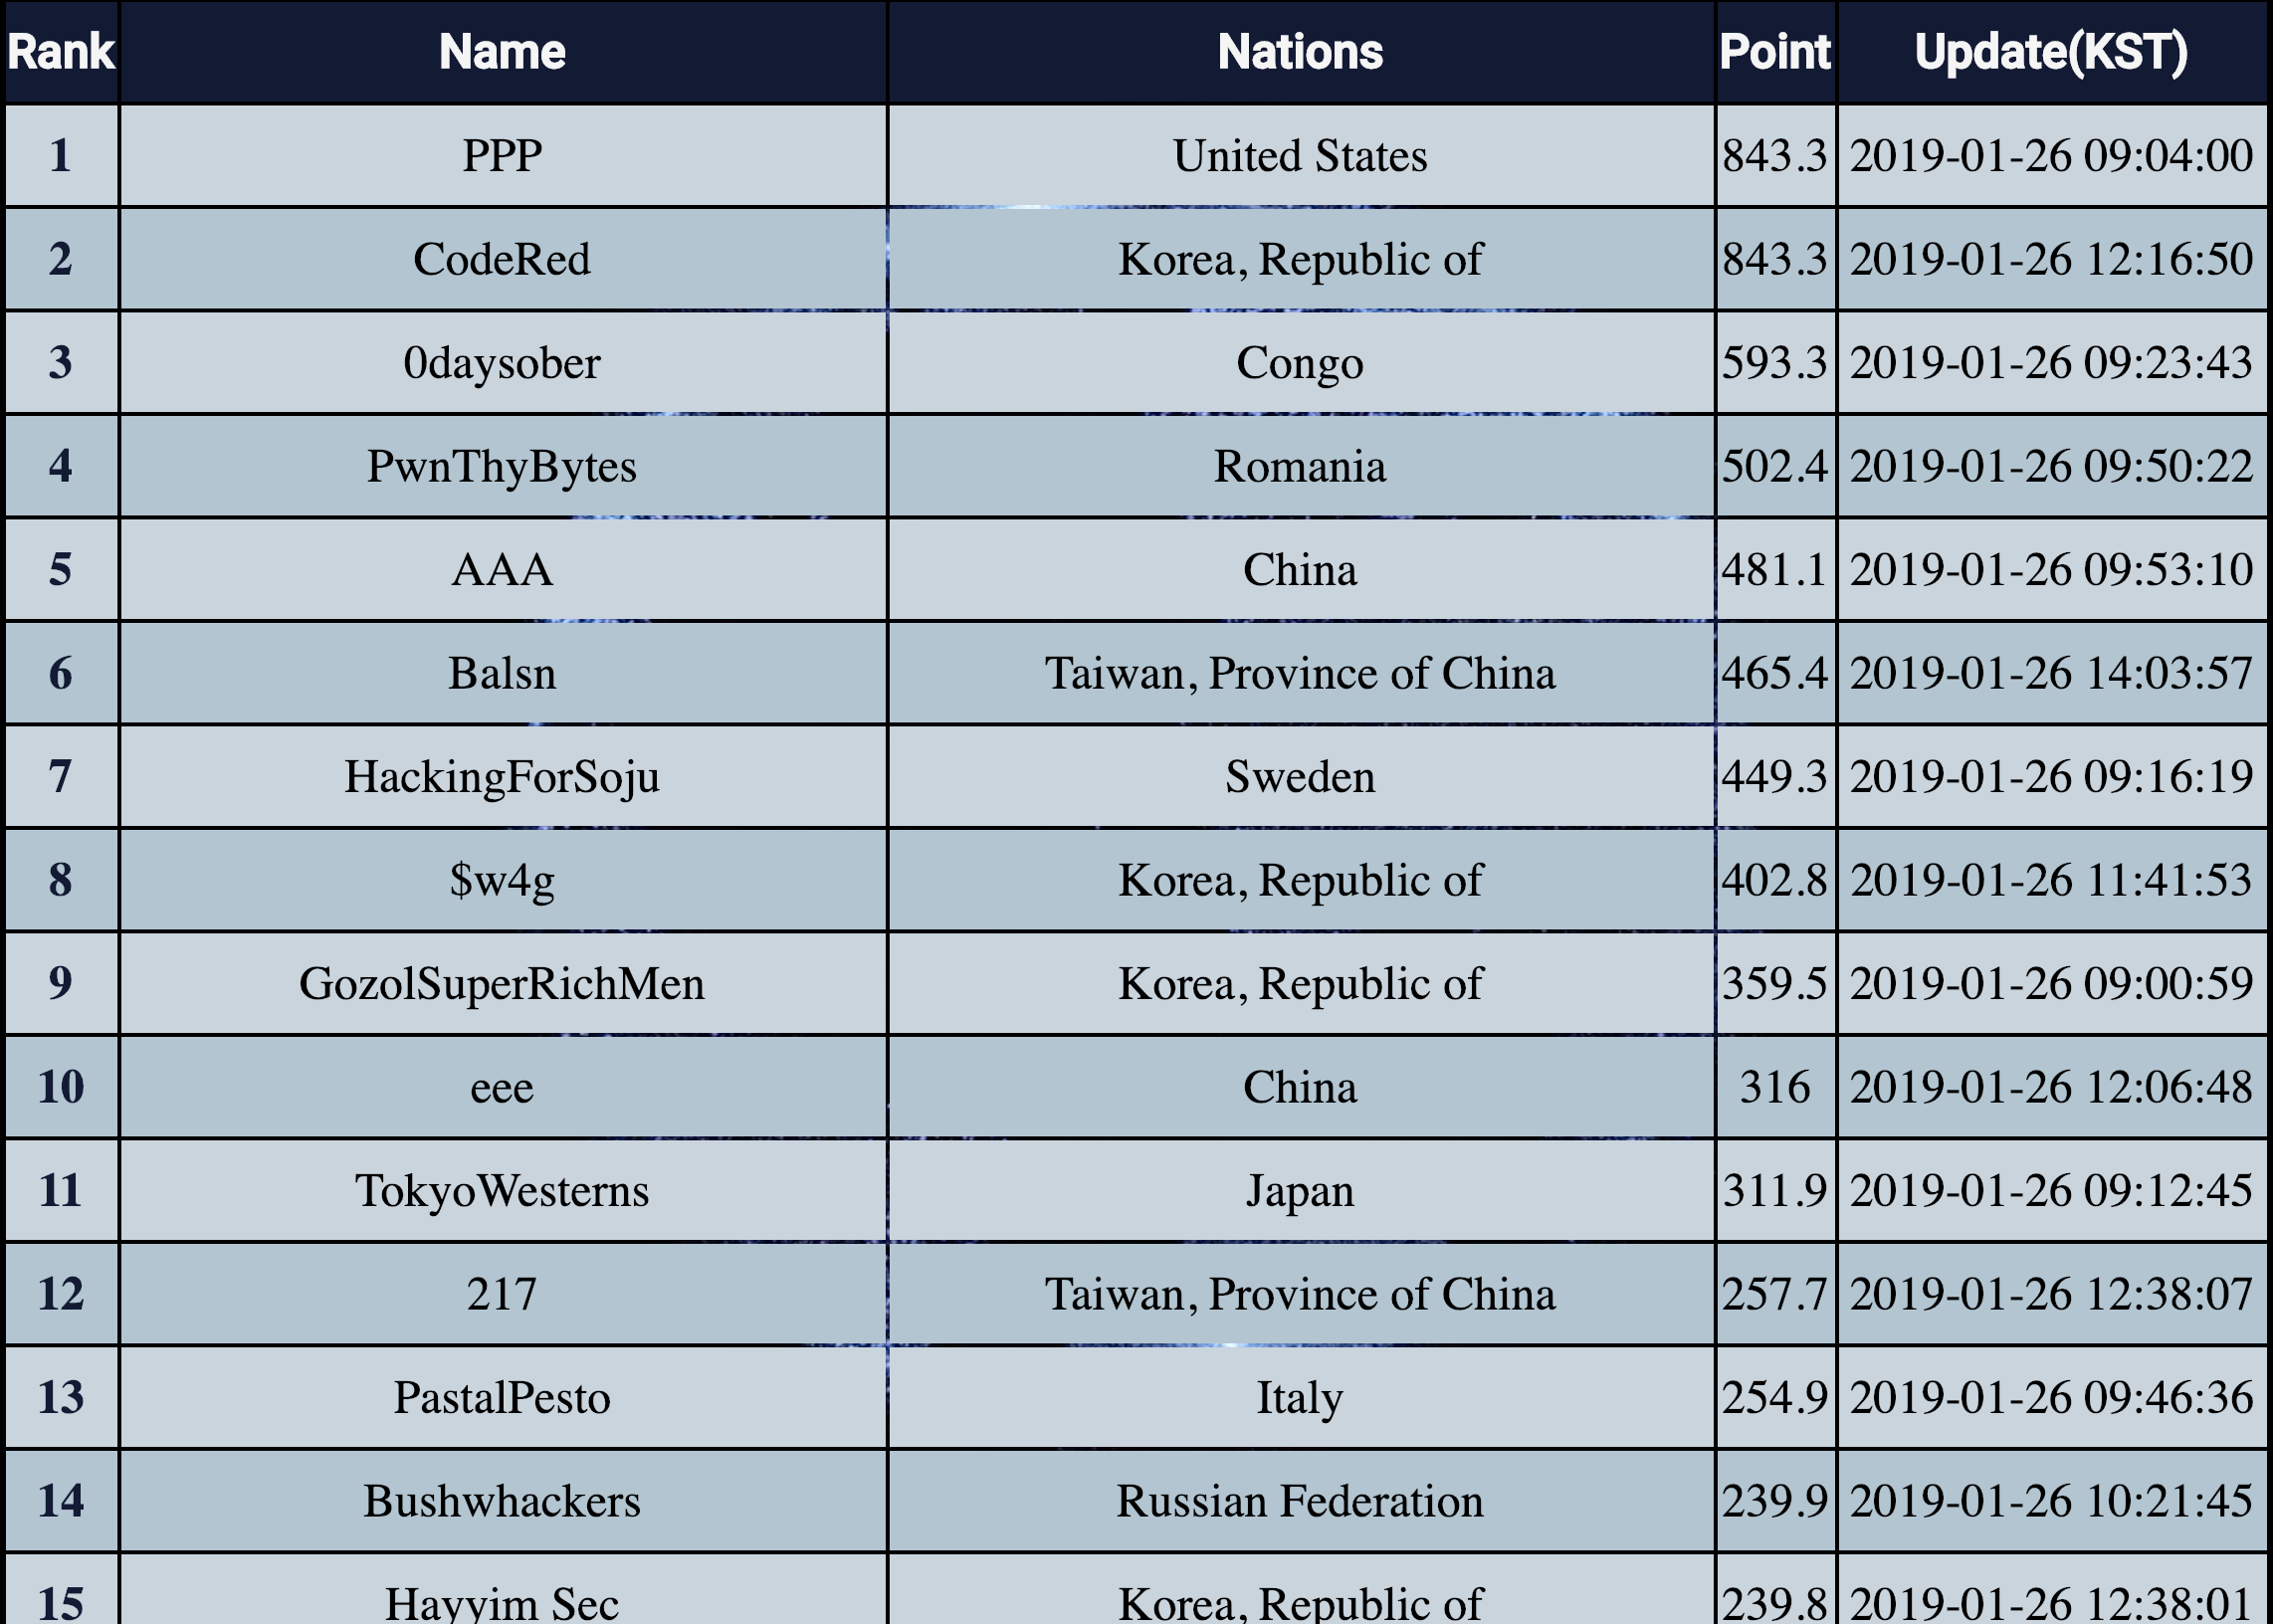 Rank Name Nations Point Update(KST)
1 PPP United States 843.3 2019-01-26 09:04:00
2 CodeRed Korea, Republic of 843.3 2019-01-26 12:16:50
3 0daysober Congo 593.3 2019-01-26 09:23:43
4 PwnThyBytes Romania 502.4 2019-01-26 09:50:22
5 AAA China 481.1 2019-01-26 09:53:10
6 Balsn Taiwan, Province of China 465.4 2019-01-26 14:03:57
7 HackingForSoju Sweden 449.3 2019-01-26 09:16:19
8 $w4g Korea, Republic of 402.8 2019-01-26 11:41:53
9 GozolSuperRichMen Korea, Republic of 359.5 2019-01-26 09:00:59
10 eee China 316 2019-01-26 12:06:48
11 TokyoWesterns Japan 311.9 2019-01-26 09:12:45
12 217 Taiwan, Province of China 257.7 2019-01-26 12:38:07
13 PastalPesto Italy 254.9 2019-01-26 09:46:36
14 Bushwhackers Russian Federation 239.9 2019-01-26 10:21:45
15 Hayyim Sec Korea, Republic of 239.8 2019-01-26 12:38:01